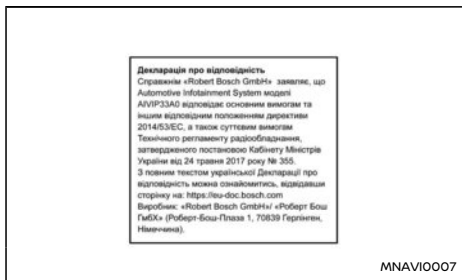 Декларація про відповідність
Справжнім «Robert Bosch GmbH» заявляє, що
Automotive Infotainment System моделі
AIVIP33A0 відповідає основним вимогам та
іншим відповідним положенням директиви
2014/53/EC, а також суттєвим вимогам
Технічного регламенту радіообладнання,
затвердженого постановою Кабінету Міністрів
України від 24 травня 2017 року № 355.
З повним текстом української Декларації про
відповідність можна ознайомитись, відвідавши
сторінку на: https://eu-doc.bosch.com
Виробник: «Robert Bosch GmbH»/ «Роберт Бош
ГмбХ» (Роберт-Бош-Плаза 1, 70839 Герлінген,
Німеччина).
MNAVI0007